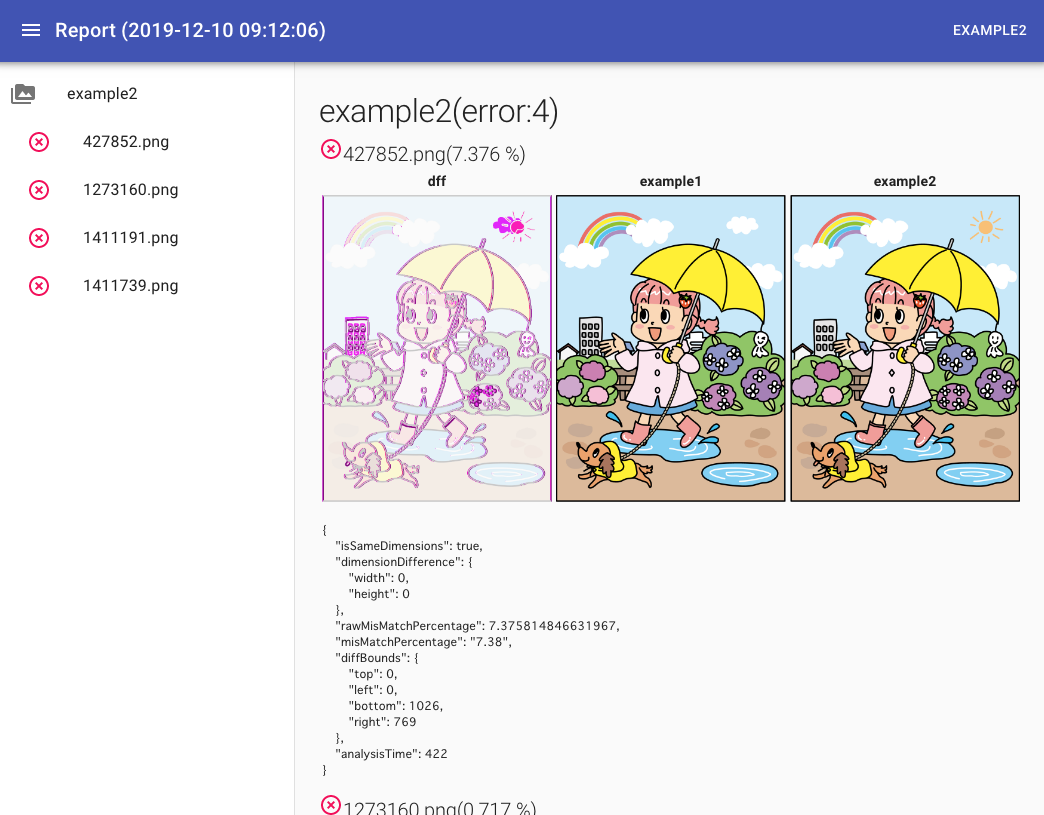 Report (2019-12-10 09:12:06)
EXAMPLE2
example2
427852.png
1273160.png
1411191.png
1411739.png
example2(error:4)
427852.png(7.376 %)
dff
example1
example2
{
"isSameDimensions": true,
"dimensionDifference": {
"width": 0,
"height": 0
},
"rawMisMatchPercentage": 7.375814846631967,
"misMatchPercentage": "7.38",
"diffBounds": {
"top": 0,
"left": 0,
"bottom": 1026,
"right": 769
},
"analysisTime": 422
}
1273160.png(0.717 %)